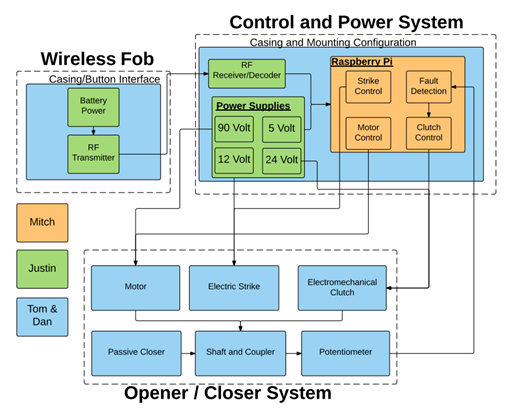 Control and Power System
Casing and Mounting Configuration
Wireless Fob
Casing/Button Interface
Battery
Power
RF
Transmitter
RF
Receiver/Decoder
Power Supplies
90 Volt
5 Volt
12 Volt
24 Volt
Raspberry Pi
Strike
Control
Fault
Detection
Motor
Control
Clutch
Control
Mitch
Justin
Tom &
Dan
Motor
Electric Strike
Electromechanical
Clutch
Passive Closer
Shaft and Coupler
Potentiometer
Opener / Closer System